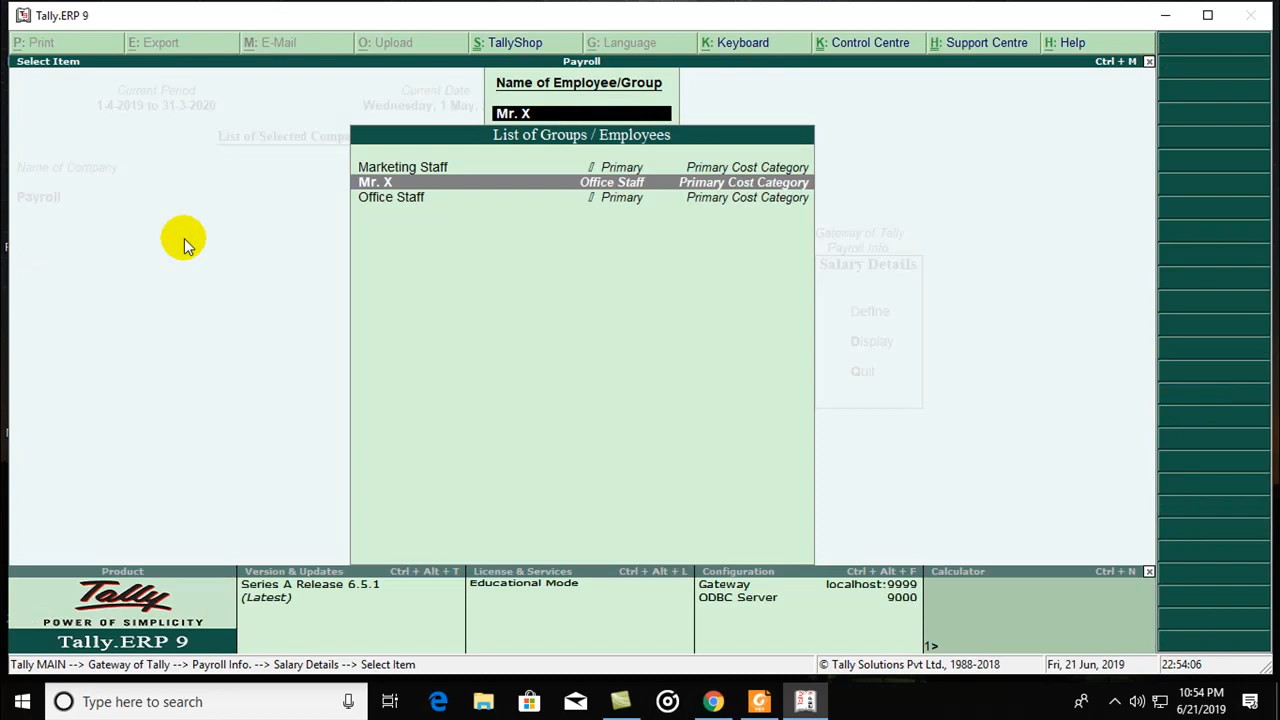 Tally.ERP 9
P: Print E: Export M: E-Mail O: Upload S: TallyShop G: Language K: Keyboard K: Control Centre H: Support Centre H: Help
Select Item Payroll Ctrl + M
Current Period Current Date
1-4-2019 to 31-3-2020 Wednesday, 1 May,
Name of Employee/Group
Mr. X
List of Selected Compa
List of Groups / Employees
Name of Company
Marketing Staff Primary Primary Cost Category
Mr. X Office Staff Primary Cost Category
Payroll
Office Staff Primary Primary Cost Category
Gateway of Tally
Payroll Info.
Salary Details
Define
Display
Quit
Product Version & Updates Ctrl + Alt + T License & Services Ctrl + Alt + L Configuration Ctrl + Alt + F Calculator Ctrl + N
Tally
POWER OF SIMPLICITY
Tally.ERP 9
Series A Release 6.5.1
(Latest)
Educational Mode
Gateway localhost:9999
ODBC Server 9000
1>
Tally MAIN --> Gateway of Tally --> Payroll Info. --> Salary Details --> Select Item © Tally Solutions Pvt Ltd., 1988-2018 Fri, 21 Jun, 2019 22:54:06
Type here to search
10:54 PM
6/21/2019